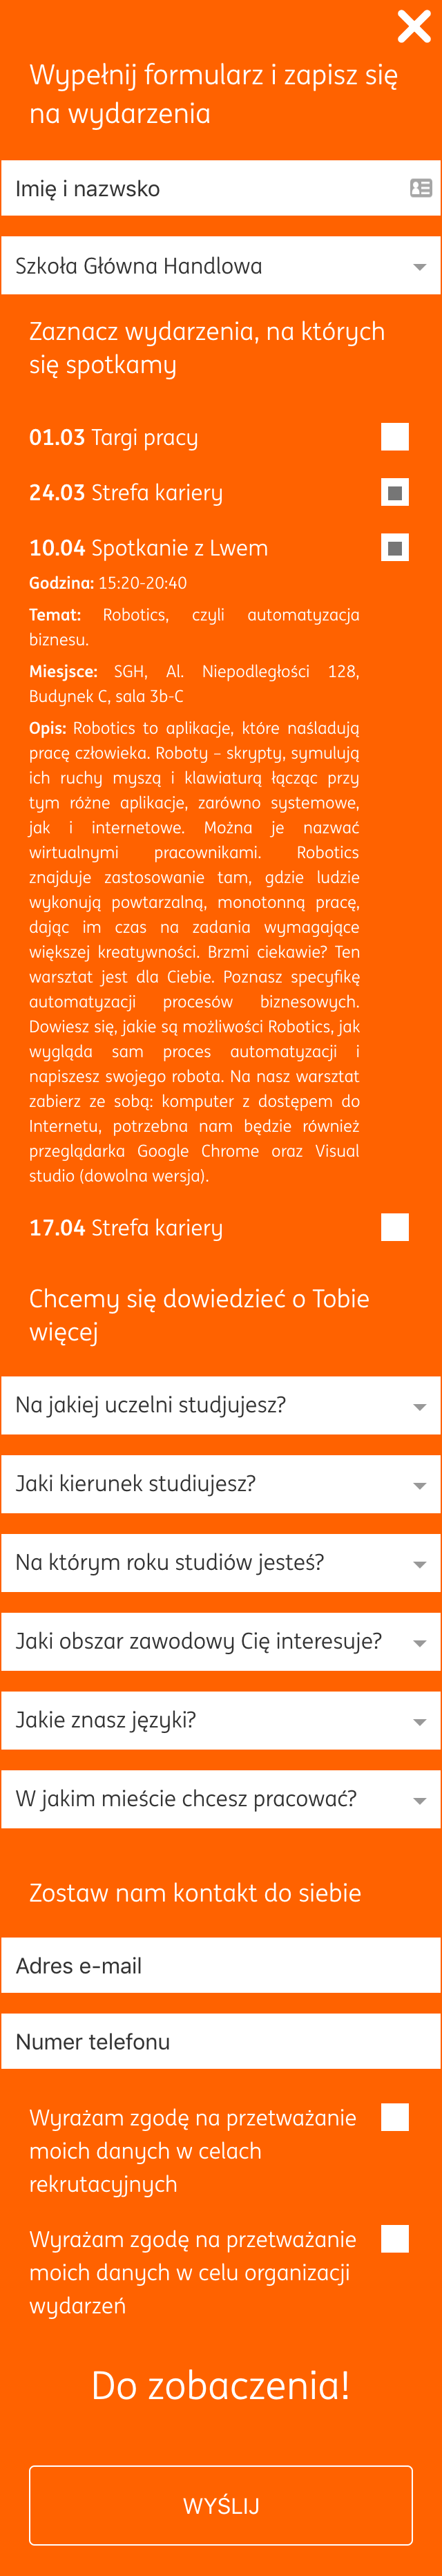 Wypełnij formularz i zapisz się
na wydarzenia
Imię i nazwsko
Szkoła Główna Handlowa
Zaznacz wydarzenia, na których
się spotkamy
01.03 Targi pracy
24.03 Strefa kariery
10.04 Spotkanie z Lwem
Godzina: 15:20-20:40
Temat: Robotics, czyli automatyzacja
biznesu.
Miesjsce: SGH, Al. Niepodległości 128,
Budynek C, sala 3b-C
Opis: Robotics to aplikacje, które naśladują
pracę człowieka. Roboty – skrypty, symulują
ich ruchy myszą i klawiaturą łącząc przy
tym różne aplikacje, zarówno systemowe,
jak i internetowe. Można je nazwać
wirtualnymi pracownikami. Robotics
znajduje zastosowanie tam, gdzie ludzie
wykonują powtarzalną, monotonną pracę,
dając im czas na zadania wymagające
większej kreatywności. Brzmi ciekawie? Ten
warsztat jest dla Ciebie. Poznasz specyfikę
automatyzacji procesów biznesowych.
Dowiesz się, jakie są możliwości Robotics, jak
wygląda sam proces automatyzacji i
napiszesz swojego robota. Na nasz warsztat
zabierz ze sobą: komputer z dostępem do
Internetu, potrzebna nam będzie również
przeglądarka Google Chrome oraz Visual
studio (dowolna wersja).
17.04 Strefa kariery
Chcemy się dowiedzieć o Tobie
więcej
Na jakiej uczelni studjujesz?
Jaki kierunek studiujesz?
Na którym roku studiów jesteś?
Jaki obszar zawodowy Cię interesuje?
Jakie znasz języki?
W jakim mieście chcesz pracować?
Zostaw nam kontakt do siebie
Adres e-mail
Numer telefonu
Wyrażam zgodę na przetważanie
moich danych w celach
rekrutacyjnych
Wyrażam zgodę na przetważanie
moich danych w celu organizacji
wydarzeń
Do zobaczenia!
WYŚLIJ